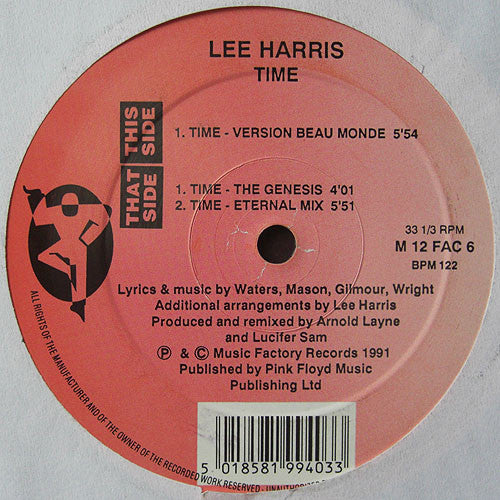 LEE HARRIS
TIME
THIS
SIDE
1. TIME - VERSION BEAU MONDE 5'54
THAT
SIDE
1. TIME - THE GENESIS 4'01
2. TIME - ETERNAL MIX 5'51
33 1/3 RPM
M 12 FAC 6
BPM 122
Lyrics & music by Waters, Mason, Gilmour, Wright
Additional arrangements by Lee Harris
Produced and remixed by Arnold Layne
and Lucifer Sam
℗ & © Music Factory Records 1991
Published by Pink Floyd Music
Publishing Ltd
ALL RIGHTS OF THE MANUFACTURER AND OF THE OWNER OF THE RECORDED WORK RESERVED - UNAUTHORIZED
5 018581 994033